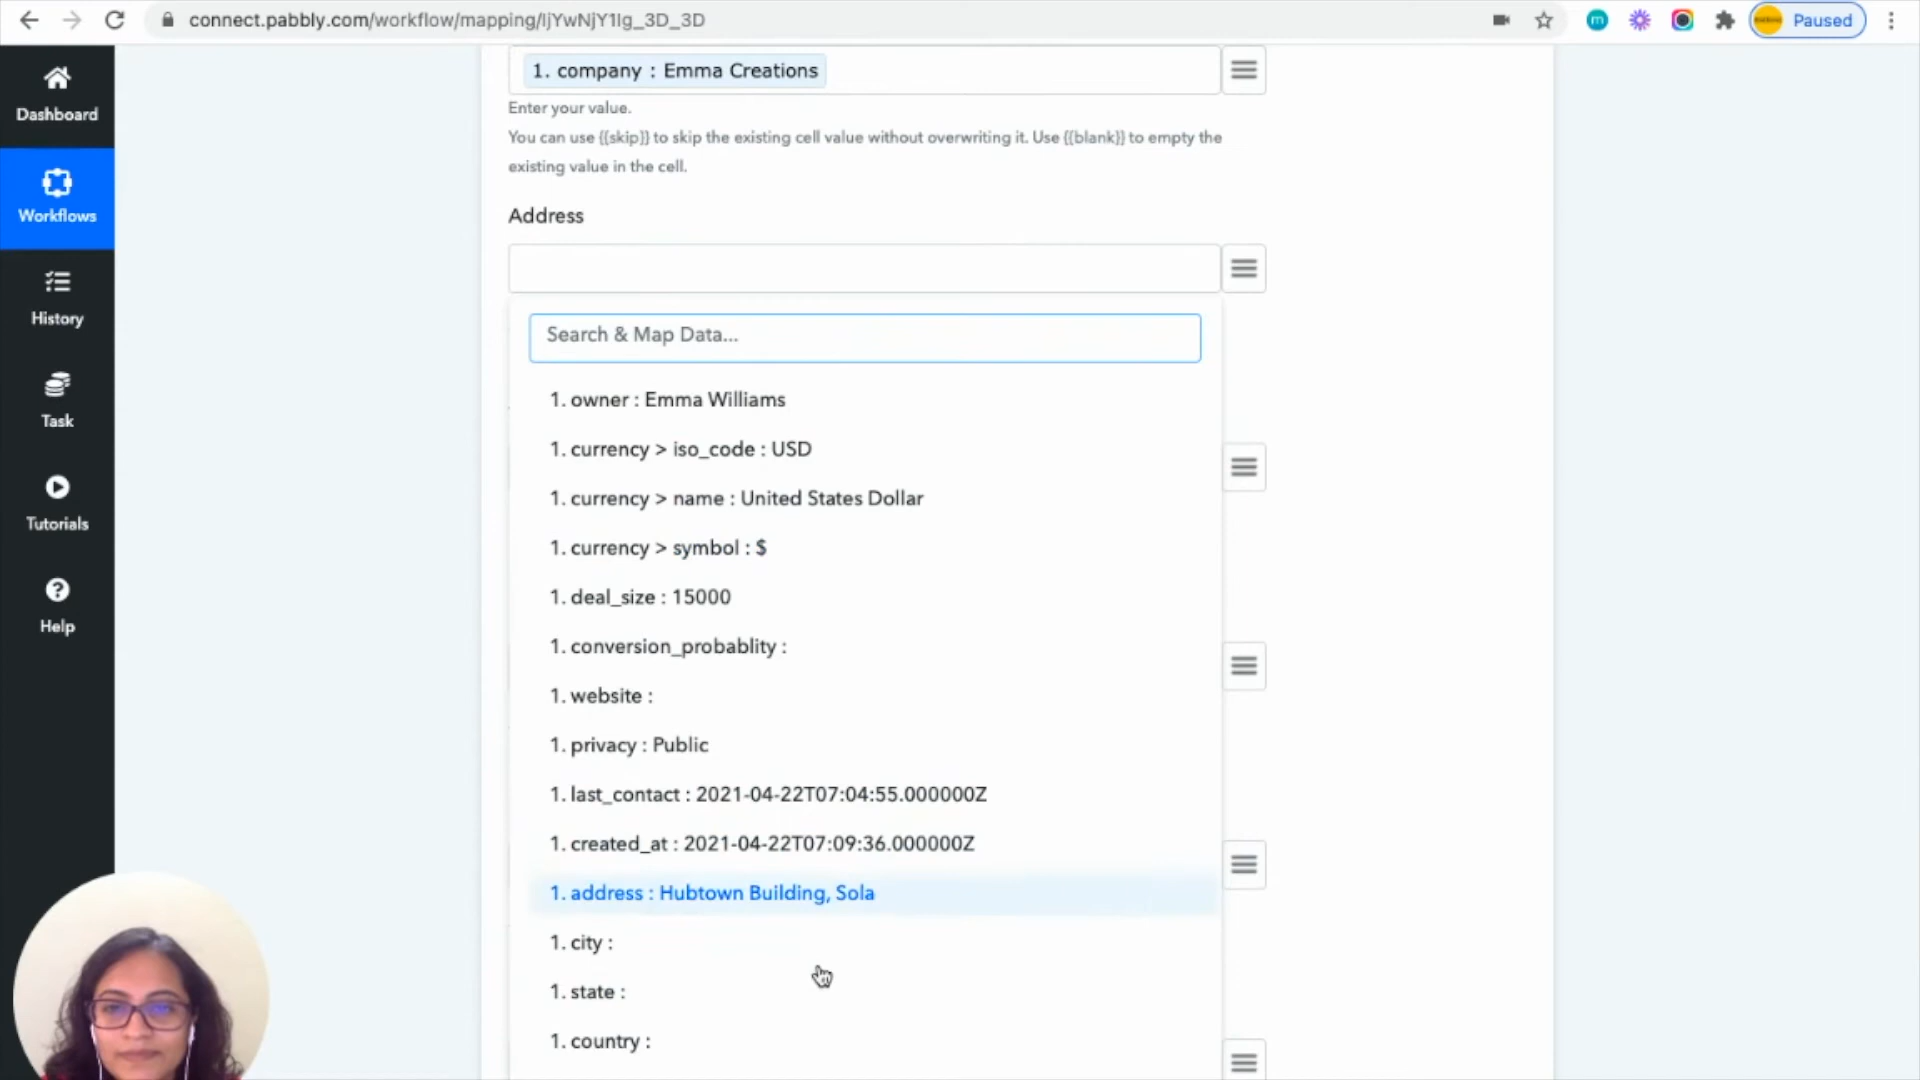 connect.pabbly.com/workflow/mapping/IjYwNjY1Ig_3D_3D
Paused
Dashboard
Workflows
History
Task
Tutorials
Help
1. company : Emma Creations
Enter your value.
You can use {{skip}} to skip the existing cell value without overwriting it. Use {{blank}} to empty the
existing value in the cell.
Address
Search & Map Data...
1. owner : Emma Williams
1. currency > iso_code : USD
1. currency > name : United States Dollar
1. currency > symbol : $
1. deal_size : 15000
1. conversion_probablity :
1. website :
1. privacy : Public
1. last_contact : 2021-04-22T07:04:55.000000Z
1. created_at : 2021-04-22T07:09:36.000000Z
1. address : Hubtown Building, Sola
1. city :
1. state :
1. country :